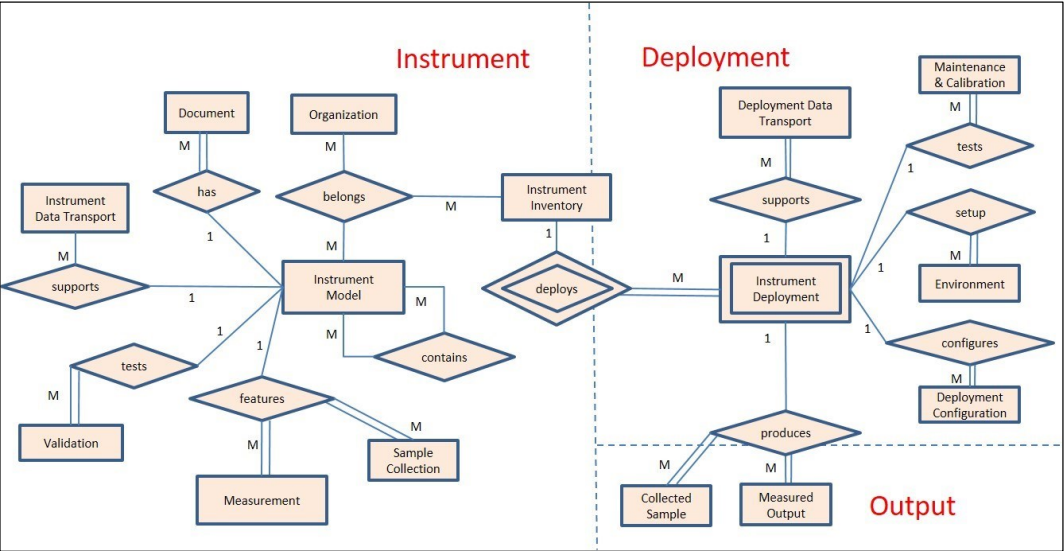 Instrument
Deployment
Maintenance
& Calibration
Document
Organization
Deployment Data
Transport
M
M
M
M
tests
1
has
belongs
M
Instrument
Inventory
M
supports
setup
Instrument
Data Transport
1
M
1
1
1
M
M
supports
1
Instrument
Model
M
deploys
M
Instrument
Deployment
Environment
1
M
1
M
1
1
configures
contains
tests
M
M
features
M
Deployment
Configuration
M
Validation
M
Sample
Collection
produces
M
M
Measurement
Collected
Sample
Measured
Output
Output